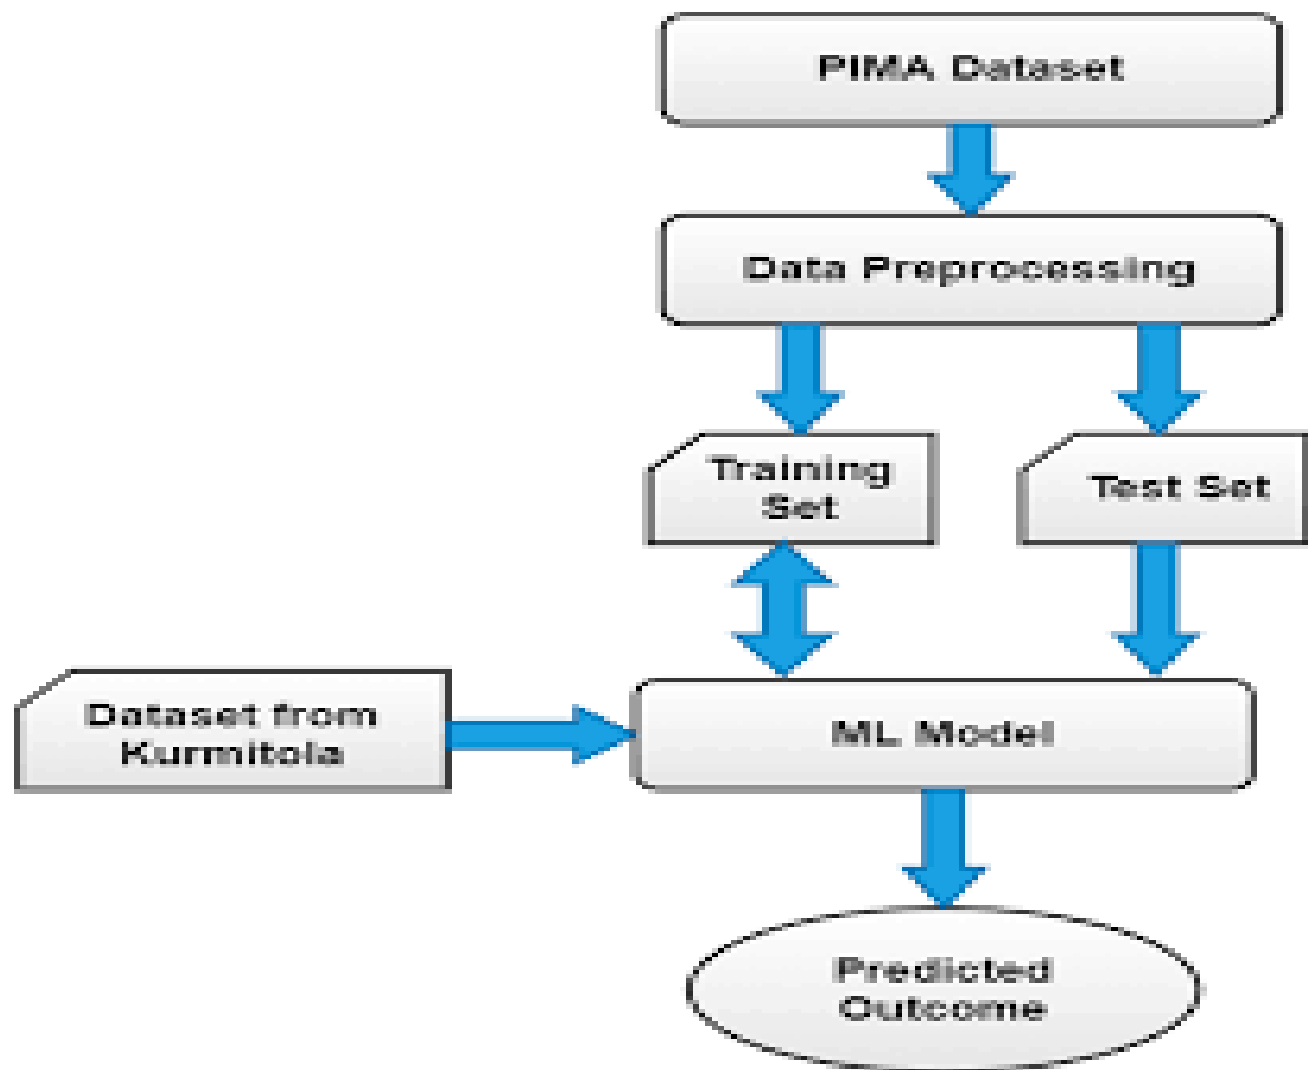 PIMA Dataset
Data Preprocessing
Training
Set
Test Set
Dataset from
Kurmitola
ML Model
Predicted
Outcome